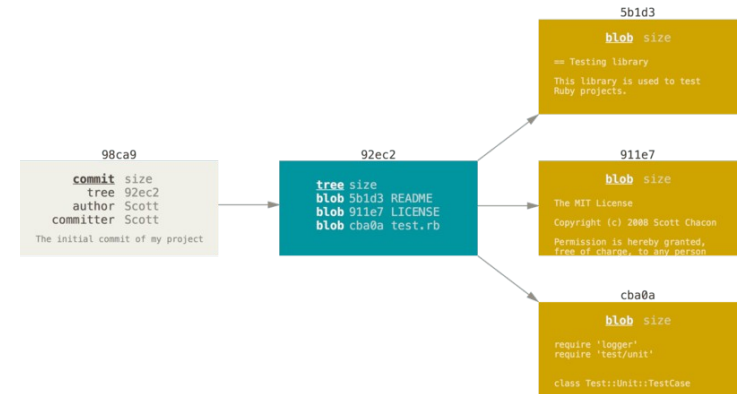 98ca9
commit size
tree 92ec2
author Scott
committer Scott
The initial commit of my project
92ec2
tree size
blob 5b1d3 README
blob 911e7 LICENSE
blob cba0a test.rb
5b1d3
blob size
== Testing library
This library is used to test
Ruby projects.
911e7
blob size
The MIT License
Copyright (c) 2008 Scott Chacon
Permission is hereby granted,
free of charge, to any person
cba0a
blob size
require 'logger'
require 'test/unit'
class Test::Unit::TestCase